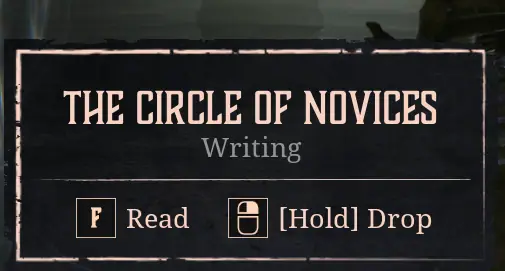 THE CIRCLE OF NOVICES
Writing
F Read [Hold] Drop